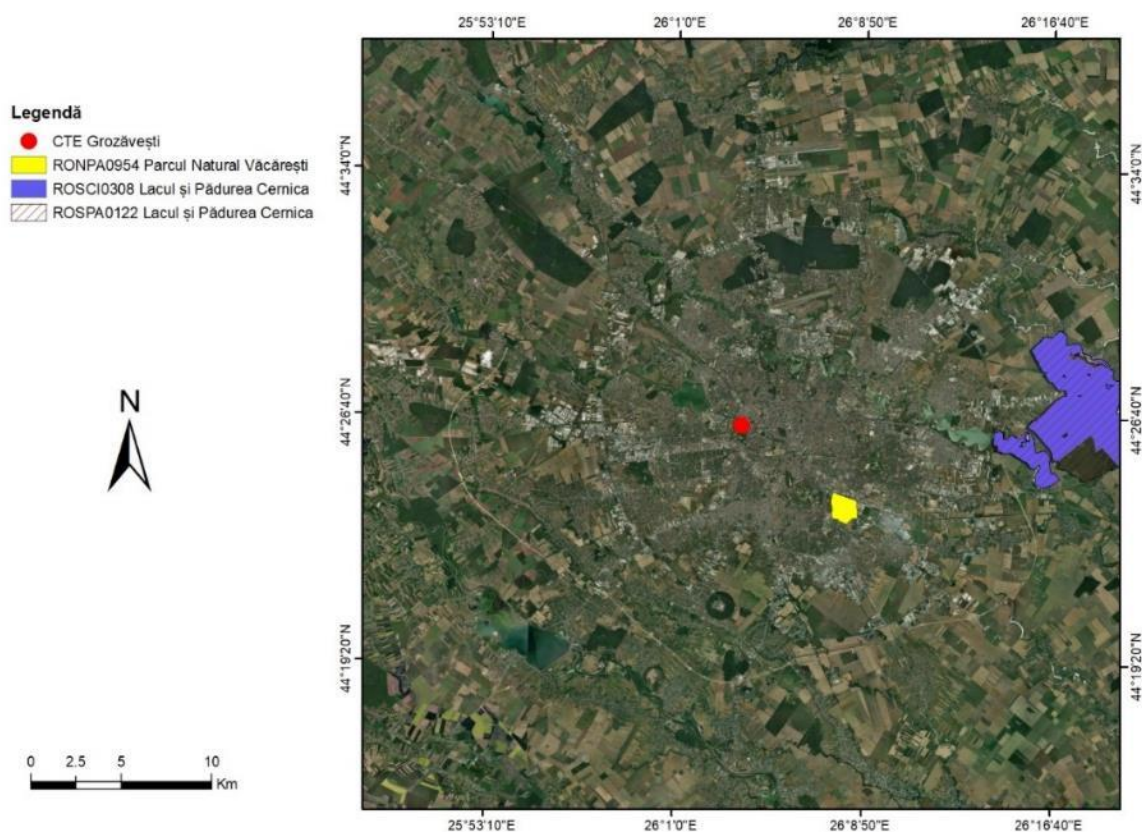 25°53'10"E 26°1'0"E 26°8'50"E 26°16'40"E
Legendă
CTE Grozăvești
RONPA0954 Parcul Natural Văcărești
ROSCI0308 Lacul și Pădurea Cernica
ROSPA0122 Lacul și Pădurea Cernica
44°34'0"N 44°34'0"N
44°26'40"N 44°26'40"N
N
44°19'20"N 44°19'20"N
0 2.5 5 10
Km
25°53'10"E 26°1'0"E 26°8'50"E 26°16'40"E